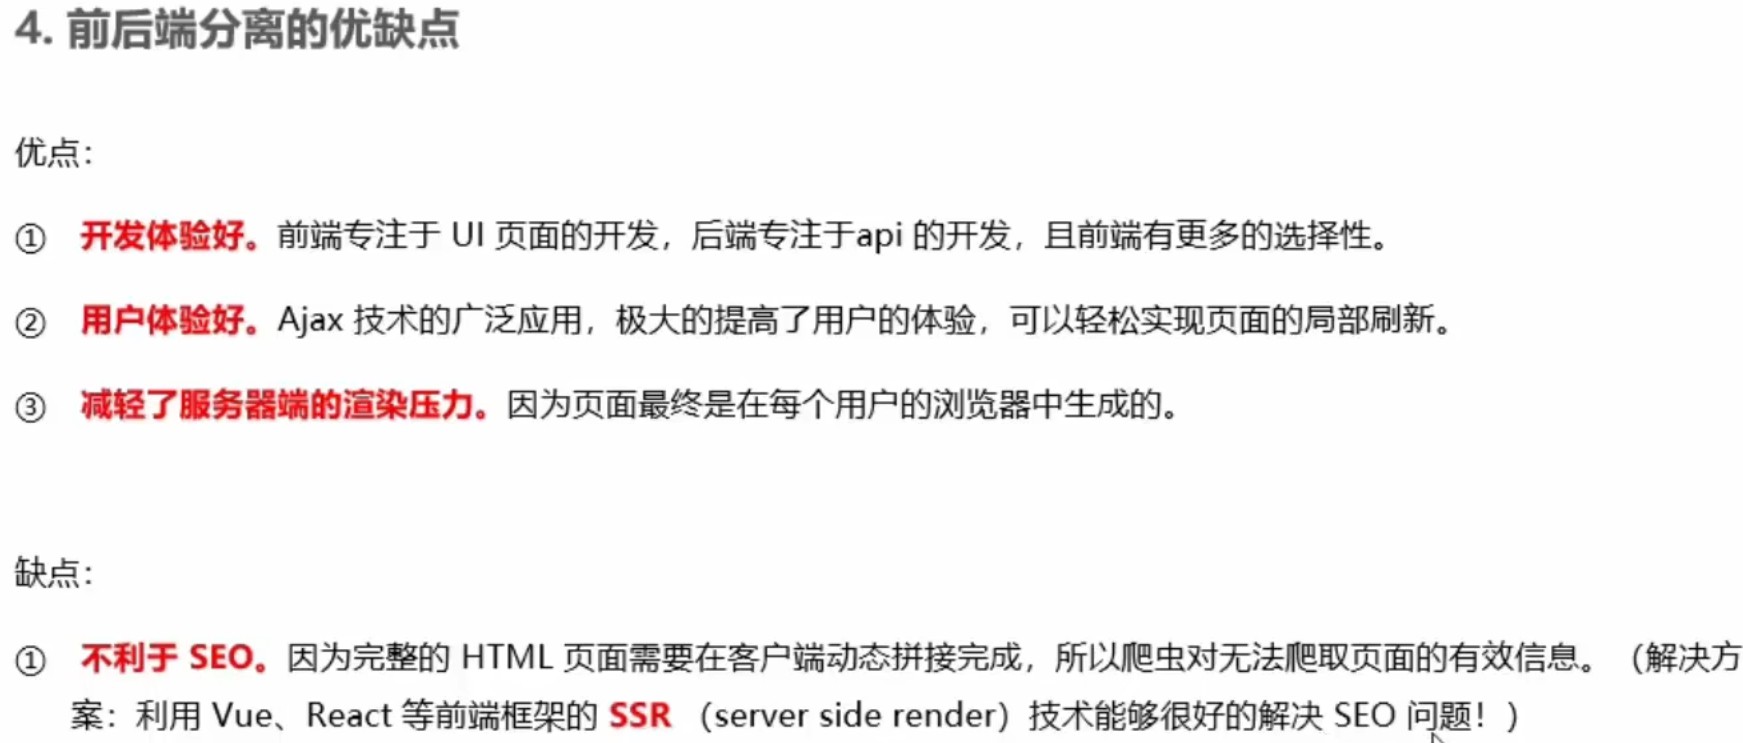 4. 前后端分离的优缺点
优点：
① 开发体验好。前端专注于 UI 页面的开发，后端专注于api 的开发，且前端有更多的选择性。
② 用户体验好。Ajax 技术的广泛应用，极大的提高了用户的体验，可以轻松实现页面的局部刷新。
③ 减轻了服务器端的渲染压力。因为页面最终是在每个用户的浏览器中生成的。
缺点：
① 不利于 SEO。因为完整的 HTML 页面需要在客户端动态拼接完成，所以爬虫对无法爬取页面的有效信息。（解决方
案：利用 Vue、React 等前端框架的 SSR （server side render）技术能够很好的解决 SEO 问题！）